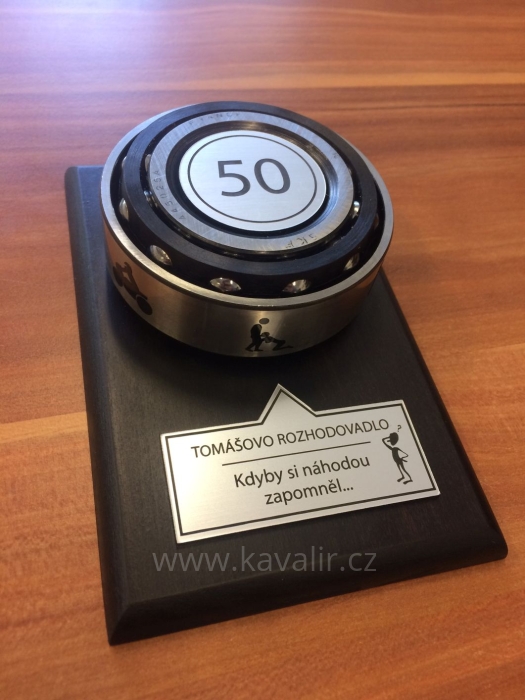 50
TOMÁŠOVO ROZHODOVADLO
?
Kdyby si náhodou
zapomněl...
www.kavalir.cz